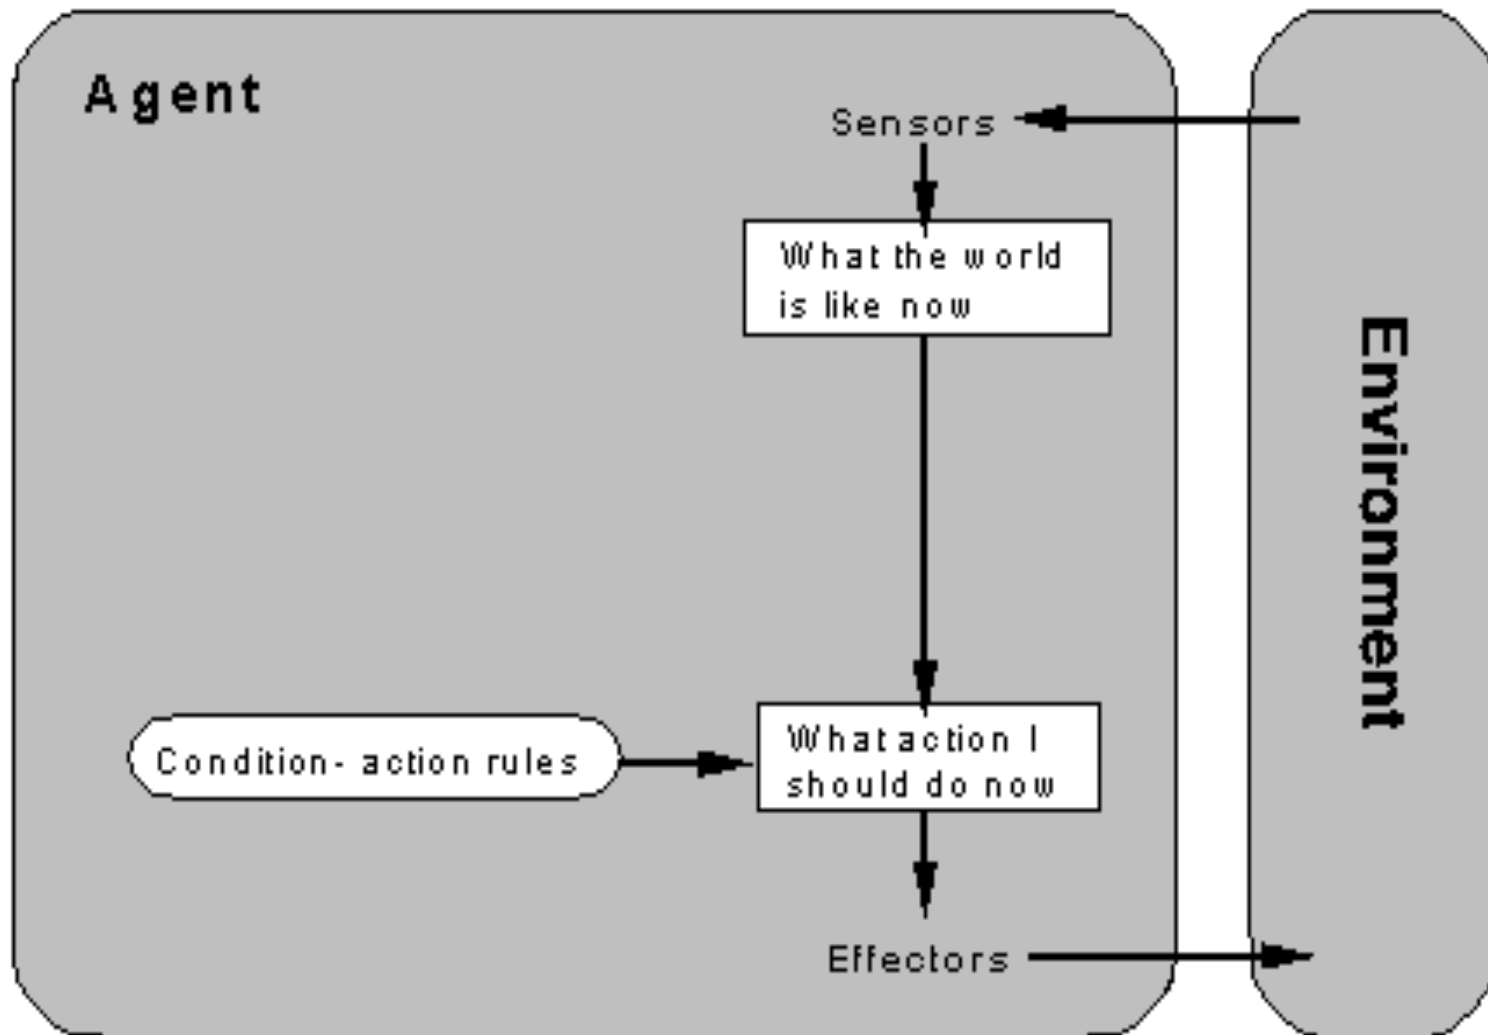 Agent
Sensors
What the world
is like now
Environment
Condition- action rules
What action I
should do now
Effectors